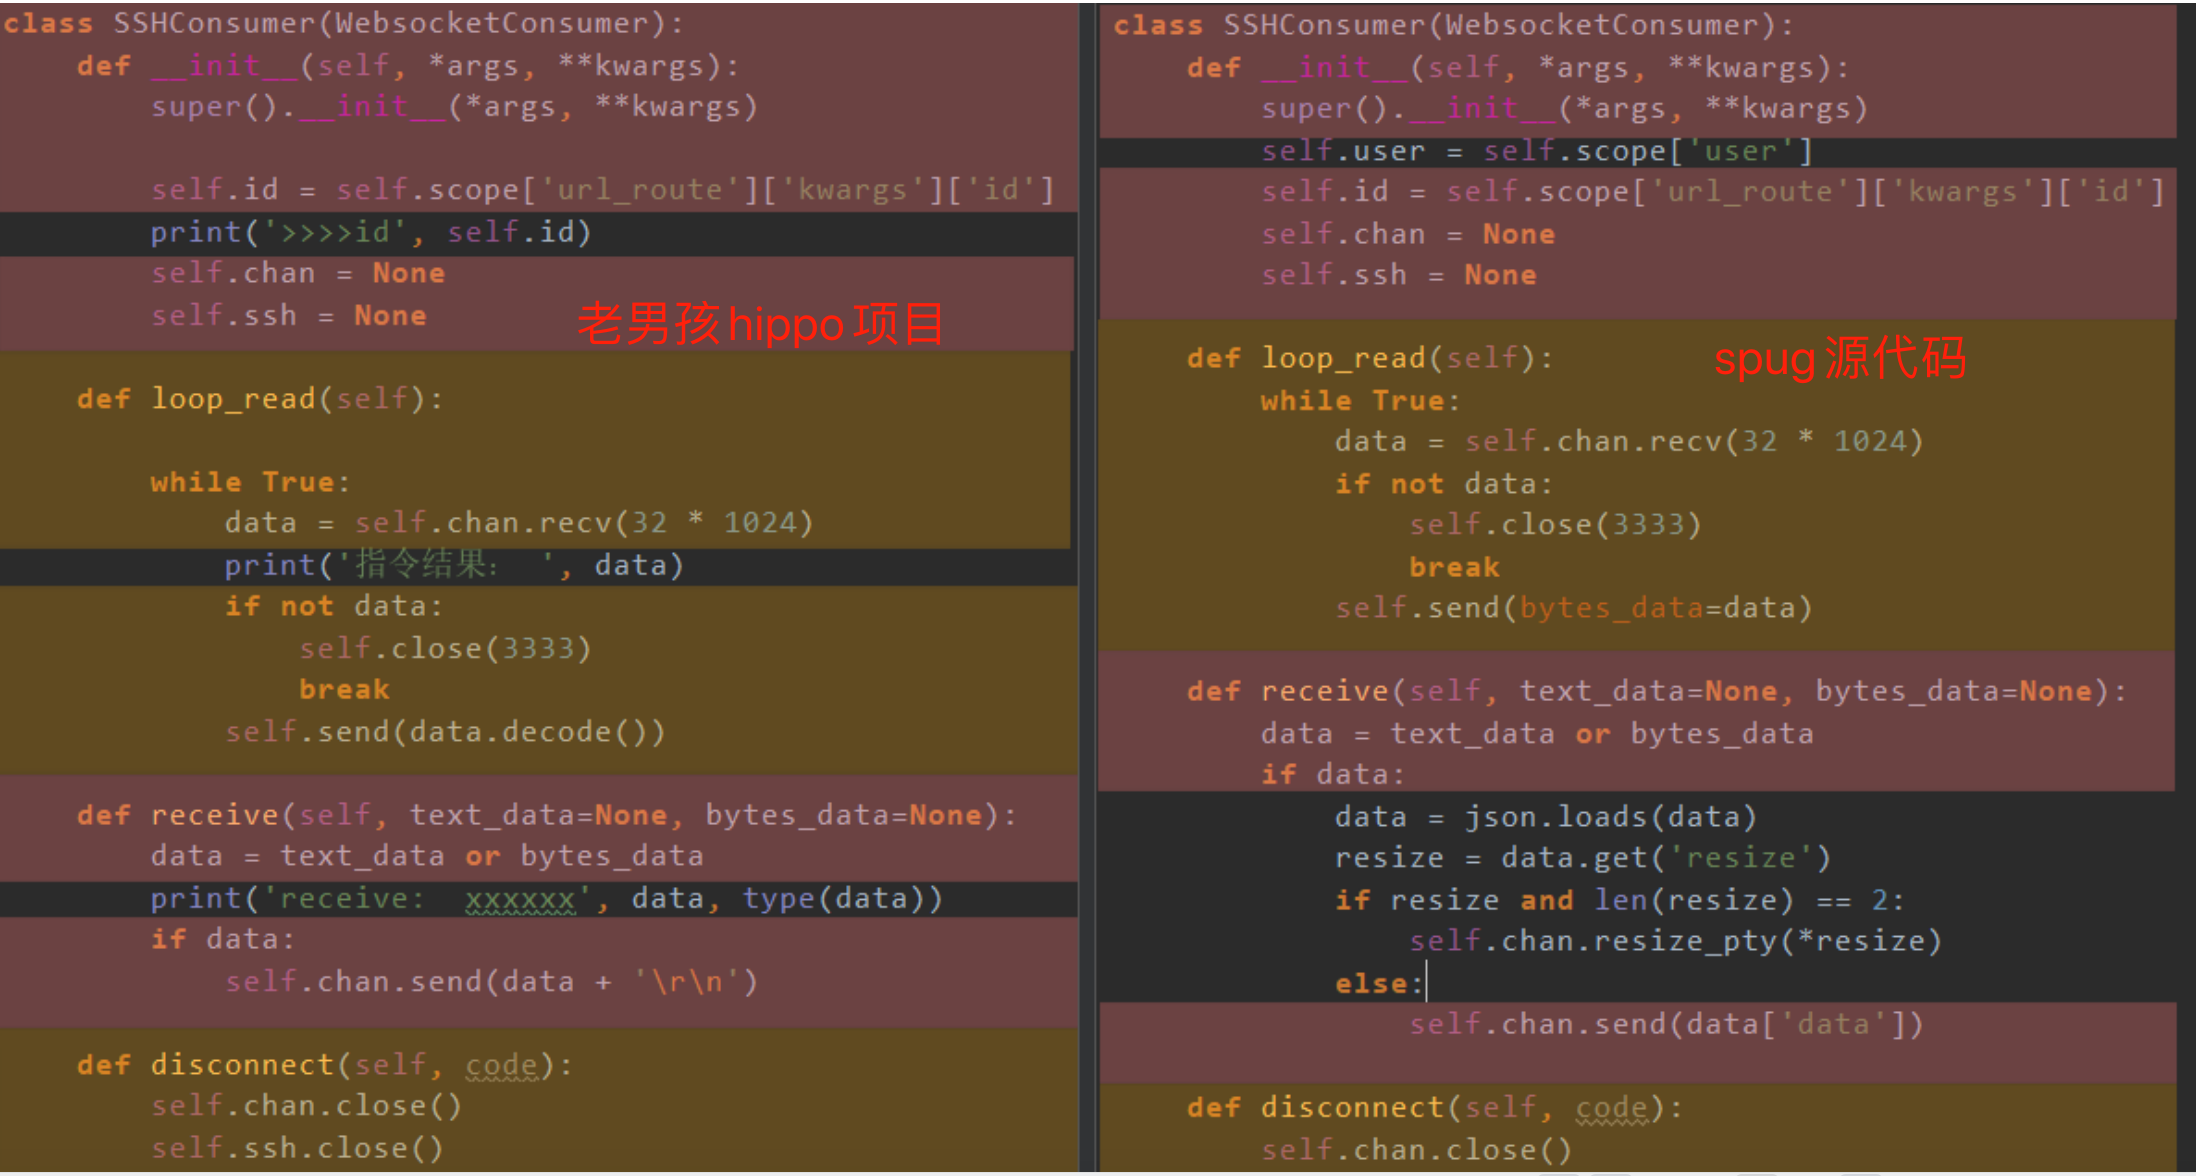 class SSHConsumer(WebsocketConsumer):
    def __init__(self, *args, **kwargs):
        super().__init__(*args, **kwargs)
        self.id = self.scope['url_route']['kwargs']['id']
        print('>>>>id', self.id)
        self.chan = None
        self.ssh = None
老男孩hippo项目
    def loop_read(self):
        while True:
            data = self.chan.recv(32 * 1024)
            print('指令结果： ', data)
            if not data:
                self.close(3333)
                break
            self.send(data.decode())
    def receive(self, text_data=None, bytes_data=None):
        data = text_data or bytes_data
        print('receive:  xxxxxx', data, type(data))
        if data:
            self.chan.send(data + '\r\n')
    def disconnect(self, code):
        self.chan.close()
        self.ssh.close()
class SSHConsumer(WebsocketConsumer):
    def __init__(self, *args, **kwargs):
        super().__init__(*args, **kwargs)
        self.user = self.scope['user']
        self.id = self.scope['url_route']['kwargs']['id']
        self.chan = None
        self.ssh = None
    def loop_read(self):
spug源代码
        while True:
            data = self.chan.recv(32 * 1024)
            if not data:
                self.close(3333)
                break
            self.send(bytes_data=data)
    def receive(self, text_data=None, bytes_data=None):
        data = text_data or bytes_data
        if data:
            data = json.loads(data)
            resize = data.get('resize')
            if resize and len(resize) == 2:
                self.chan.resize_pty(*resize)
            else:
                self.chan.send(data['data'])
    def disconnect(self, code):
        self.chan.close()